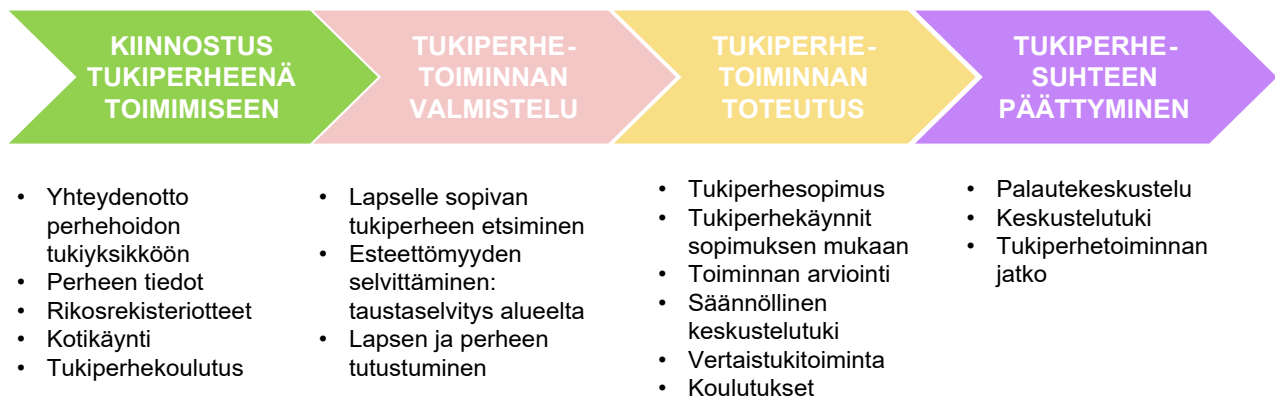 KIINNOSTUS
TUKIPERHEENÄ
TOIMIMISEEN
TUKIPERHE-
TOIMINNAN
VALMISTELU
TUKIPERHE-
TOIMINNAN
TOTEUTUS
TUKIPERHE-
SUHTEEN
PÄÄTTYMINEN
• Yhteydenotto
perhehoidon
tukiyksikköön
• Perheen tiedot
• Rikosrekisteriotteet
• Kotikäynti
• Tukiperhekoulutus
• Lapselle sopivan
tukiperheen etsiminen
• Esteettömyyden
selvittäminen:
taustaselvitys alueelta
• Lapsen ja perheen
tutustuminen
• Tukiperhesopimus
• Tukiperhekäynnit
sopimuksen mukaan
• Toiminnan arviointi
• Säännöllinen
keskustelutuki
• Vertaistukitoiminta
• Koulutukset
• Palautekeskustelu
• Keskustelutuki
• Tukiperhetoiminnan
jatko